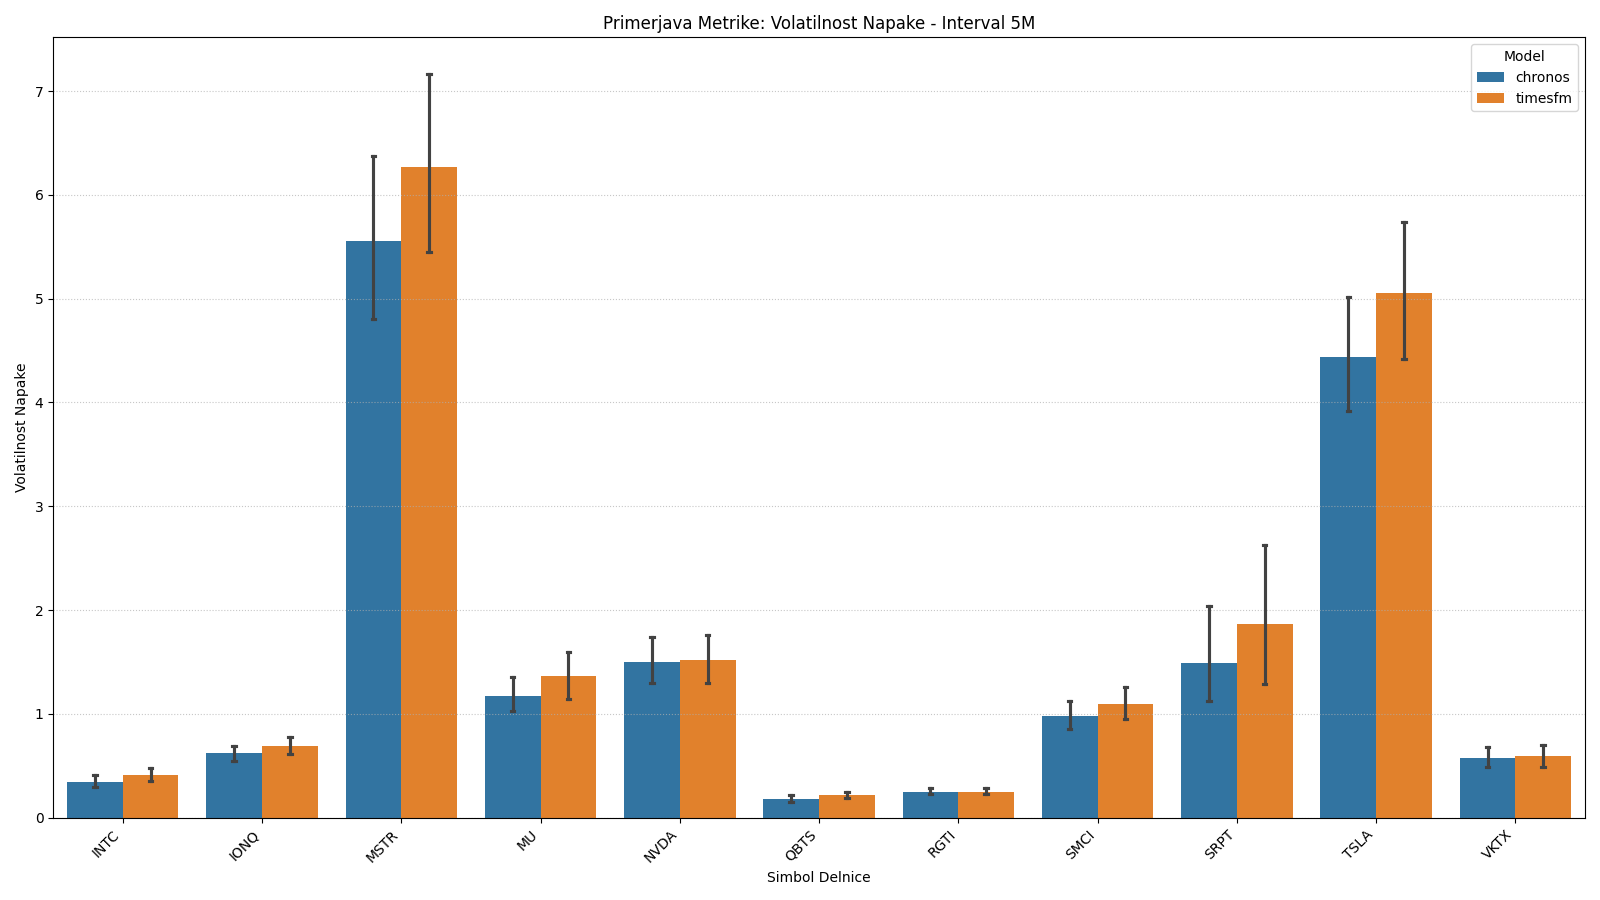 Primerjava Metrike: Volatilnost Napake - Interval 5M
Model
chronos
timesfm
Volatilnost Napake
7
6
5
4
3
2
1
0
INTC
IONQ
MSTR
MU
NVDA
QBTS
RGTI
SMCI
SRPT
TSLA
VKTX
Simbol Delnice